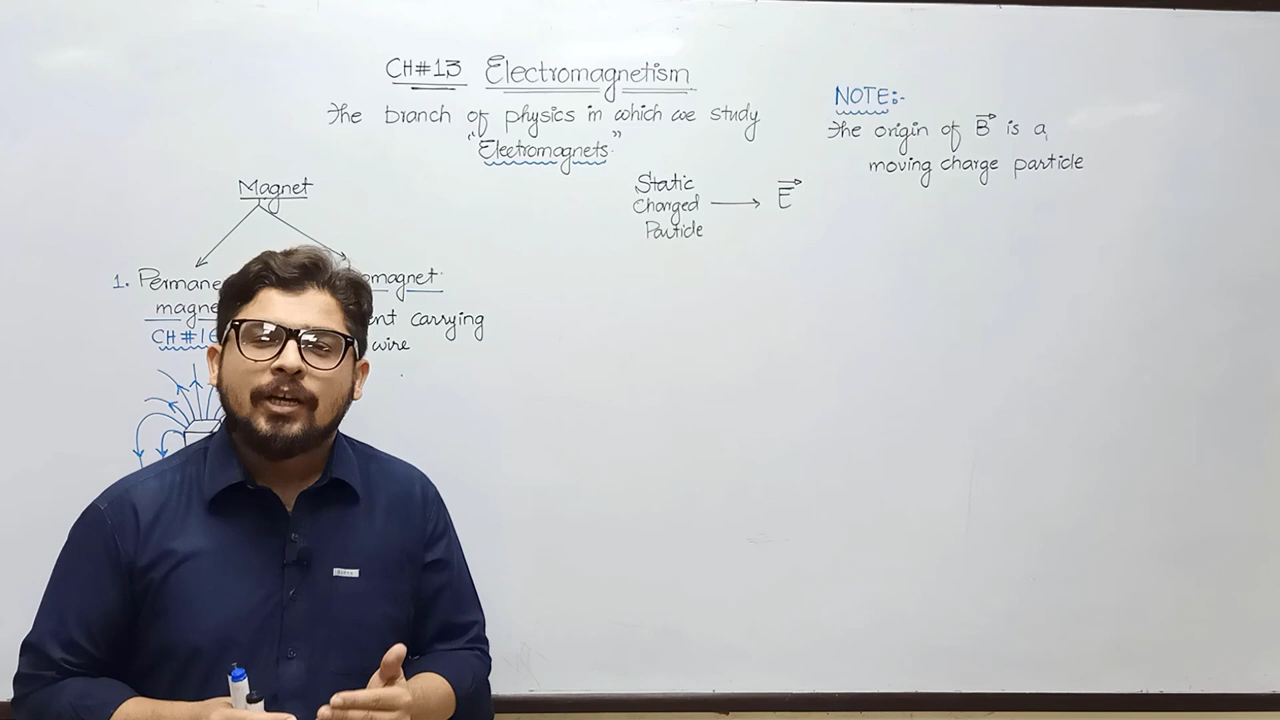 CH#13 Electromagnetism
The branch of physics in which we study
"Electromagnets"
Magnet
1. Permane
magne
CH#16
omagnet
ent carrying
wire
Static
Charged
Particle
→ E⃗
NOTE:-
The origin of B⃗ is a
moving charge particle